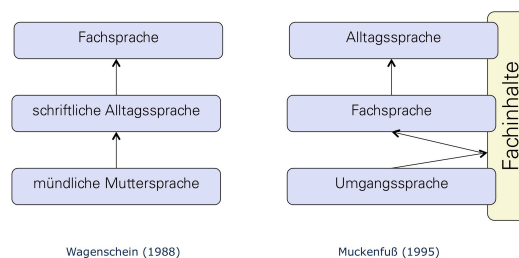 Fachsprache
schriftliche Alltagssprache
mündliche Muttersprache
Wagenschein (1988)
Alltagssprache
Fachsprache
Umgangssprache
Fachinhalte
Muckenfuß (1995)